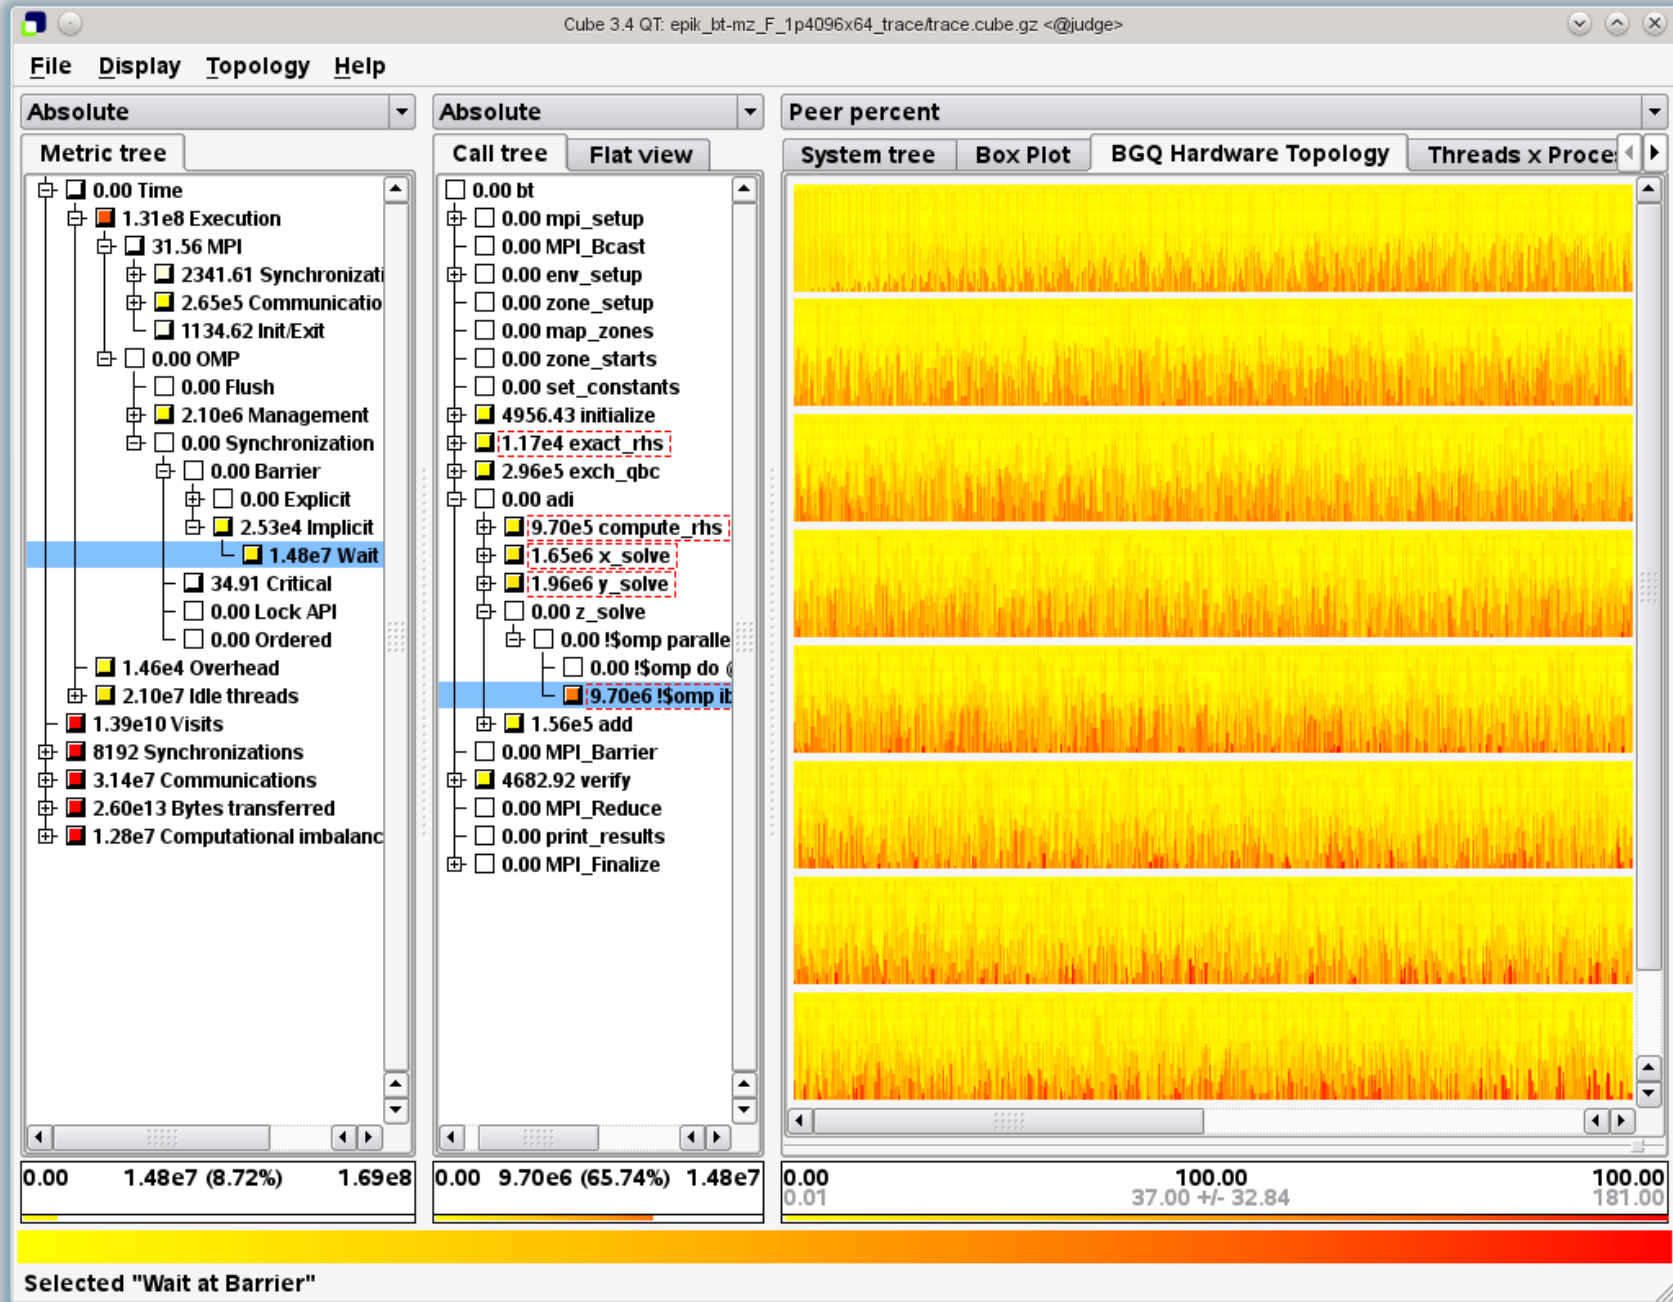 Cube 3.4 QT: epik_bt-mz_F_1p4096x64_trace/trace.cube.gz <@judge>
File Display Topology Help
Absolute
Metric tree
0.00 Time
1.31e8 Execution
31.56 MPI
2341.61 Synchronizati
2.65e5 Communicatio
1134.62 Init/Exit
0.00 OMP
0.00 Flush
2.10e6 Management
0.00 Synchronization
0.00 Barrier
0.00 Explicit
2.53e4 Implicit
1.48e7 Wait
34.91 Critical
0.00 Lock API
0.00 Ordered
1.46e4 Overhead
2.10e7 Idle threads
1.39e10 Visits
8192 Synchronizations
3.14e7 Communications
2.60e13 Bytes transferred
1.28e7 Computational imbalanc
0.00 1.48e7 (8.72%) 1.69e8
Absolute
Call tree Flat view
0.00 bt
0.00 mpi_setup
0.00 MPI_Bcast
0.00 env_setup
0.00 zone_setup
0.00 map_zones
0.00 zone_starts
0.00 set_constants
4956.43 initialize
1.17e4 exact_rhs
2.96e5 exch_qbc
0.00 adi
9.70e5 compute_rhs
1.65e6 x_solve
1.96e6 y_solve
0.00 z_solve
0.00 !$omp paralle
0.00 !$omp do @
9.70e6 !$omp ib
1.56e5 add
0.00 MPI_Barrier
4682.92 verify
0.00 MPI_Reduce
0.00 print_results
0.00 MPI_Finalize
0.00 9.70e6 (65.74%) 1.48e7
Peer percent
System tree Box Plot BGQ Hardware Topology Threads x Proce
0.00 100.00 100.00
0.01 37.00 +/- 32.84 181.00
Selected "Wait at Barrier"